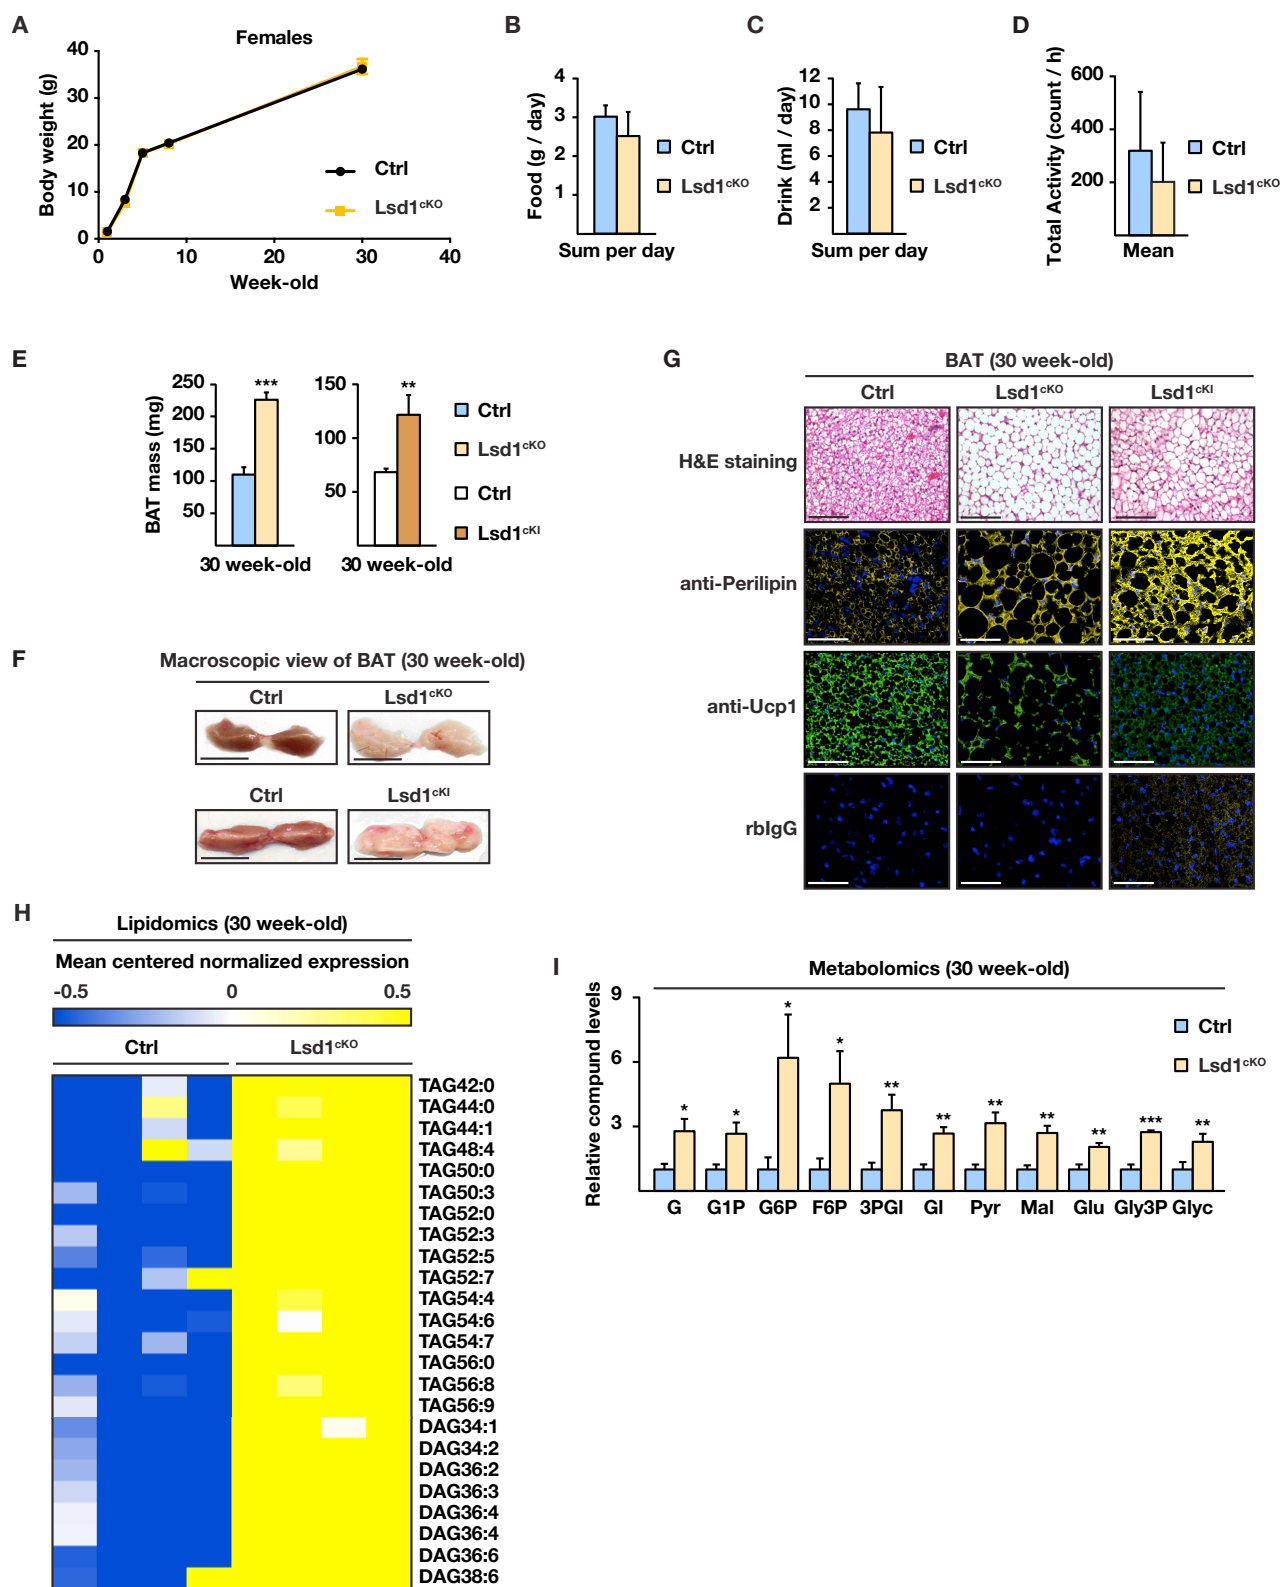 A
Females
Body weight (g)
40
30
20
10
0
0 10 20 30 40
Week-old
Ctrl
Lsd1cKO
B
Food (g / day)
4
3
2
1
Sum per day
Ctrl
Lsd1cKO
C
Drink (ml / day)
12
10
8
6
4
2
Sum per day
Ctrl
Lsd1cKO
D
Total Activity (count / h)
600
400
200
Mean
Ctrl
Lsd1cKO
E
BAT mass (mg)
250
200
150
100
50
***
30 week-old
150
100
50
**
30 week-old
Ctrl
Lsd1cKO
Ctrl
Lsd1cKI
F
Macroscopic view of BAT (30 week-old)
Ctrl Lsd1cKO
Ctrl Lsd1cKI
G
BAT (30 week-old)
Ctrl Lsd1cKO Lsd1cKI
H&E staining
anti-Perilipin
anti-Ucp1
rbIgG
H
Lipidomics (30 week-old)
Mean centered normalized expression
-0.5 0 0.5
Ctrl Lsd1cKO
TAG42:0
TAG44:0
TAG44:1
TAG48:4
TAG50:0
TAG50:3
TAG52:0
TAG52:3
TAG52:5
TAG52:7
TAG54:4
TAG54:6
TAG54:7
TAG56:0
TAG56:8
TAG56:9
DAG34:1
DAG34:2
DAG36:2
DAG36:3
DAG36:4
DAG36:4
DAG36:6
DAG38:6
I
Metabolomics (30 week-old)
Relative compund levels
9
6
3
* * * * ** ** ** ** ** *** **
G G1P G6P F6P 3PGl Gl Pyr Mal Glu Gly3P Glyc
Ctrl
Lsd1cKO